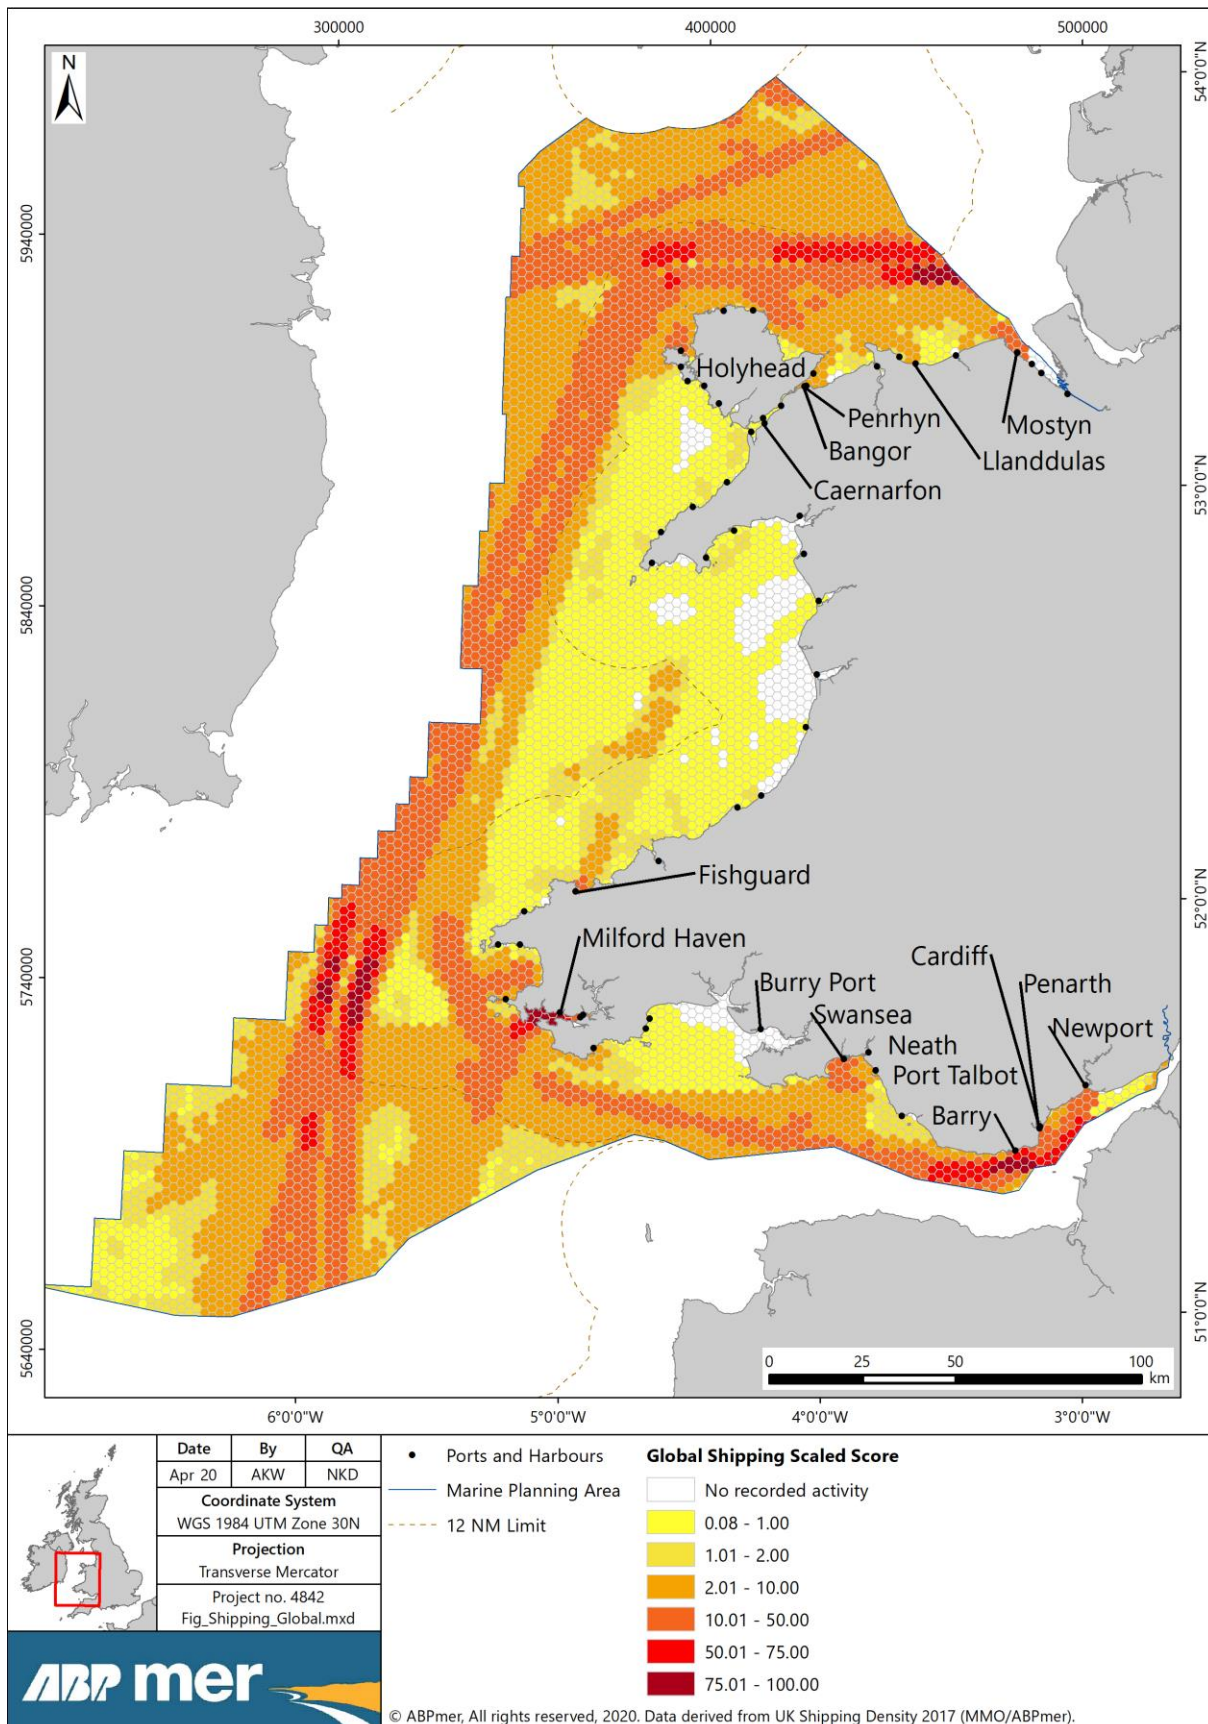 300000
400000
500000
N
54°0'0"N
5940000
Holyhead
Penrhyn
Mostyn
Bangor
Llanddulas
Caernarfon
53°0'0"N
5840000
Fishguard
52°0'0"N
Milford Haven
Cardiff
5740000
Burry Port
Penarth
Swansea
Newport
Neath
Port Talbot
Barry
51°0'0"N
5640000
0 25 50 100
km
6°0'0"W
5°0'0"W
4°0'0"W
3°0'0"W
Date By QA
Apr 20 AKW NKD
Coordinate System
WGS 1984 UTM Zone 30N
Projection
Transverse Mercator
Project no. 4842
Fig_Shipping_Global.mxd
ABP mer
Ports and Harbours
Marine Planning Area
12 NM Limit
Global Shipping Scaled Score
No recorded activity
0.08 - 1.00
1.01 - 2.00
2.01 - 10.00
10.01 - 50.00
50.01 - 75.00
75.01 - 100.00
© ABPmer, All rights reserved, 2020. Data derived from UK Shipping Density 2017 (MMO/ABPmer).